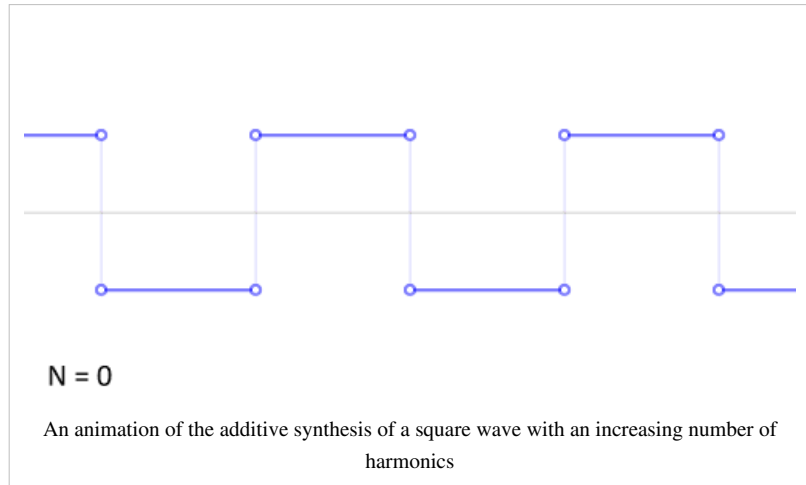 N = 0
An animation of the additive synthesis of a square wave with an increasing number of
harmonics